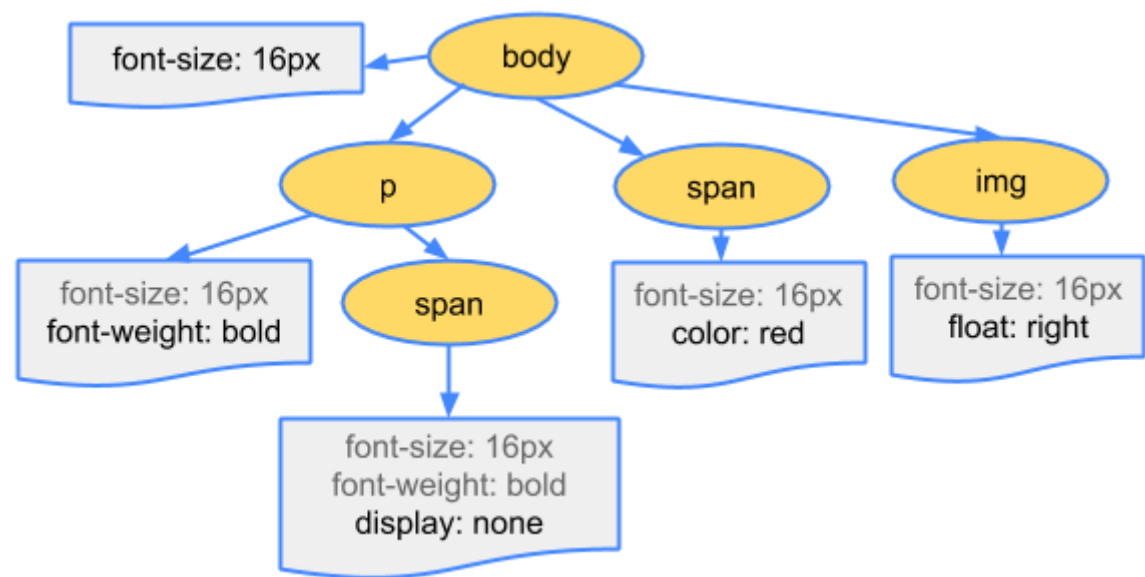 font-size: 16px
body
p
span
img
font-size: 16px
font-weight: bold
span
font-size: 16px
color: red
font-size: 16px
float: right
font-size: 16px
font-weight: bold
display: none